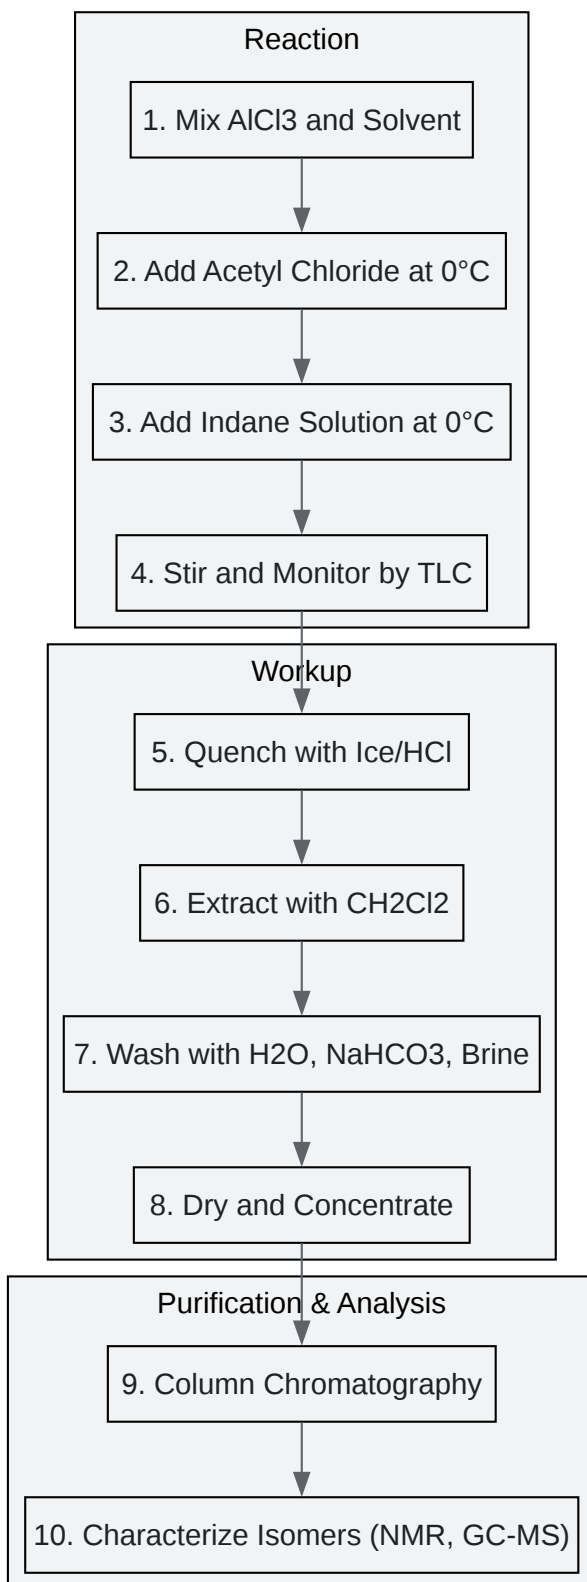 Reaction
1. Mix AlCl3 and Solvent
2. Add Acetyl Chloride at 0°C
3. Add Indane Solution at 0°C
4. Stir and Monitor by TLC
Workup
5. Quench with Ice/HCl
6. Extract with CH2Cl2
7. Wash with H2O, NaHCO3, Brine
8. Dry and Concentrate
Purification & Analysis
9. Column Chromatography
10. Characterize Isomers (NMR, GC-MS)